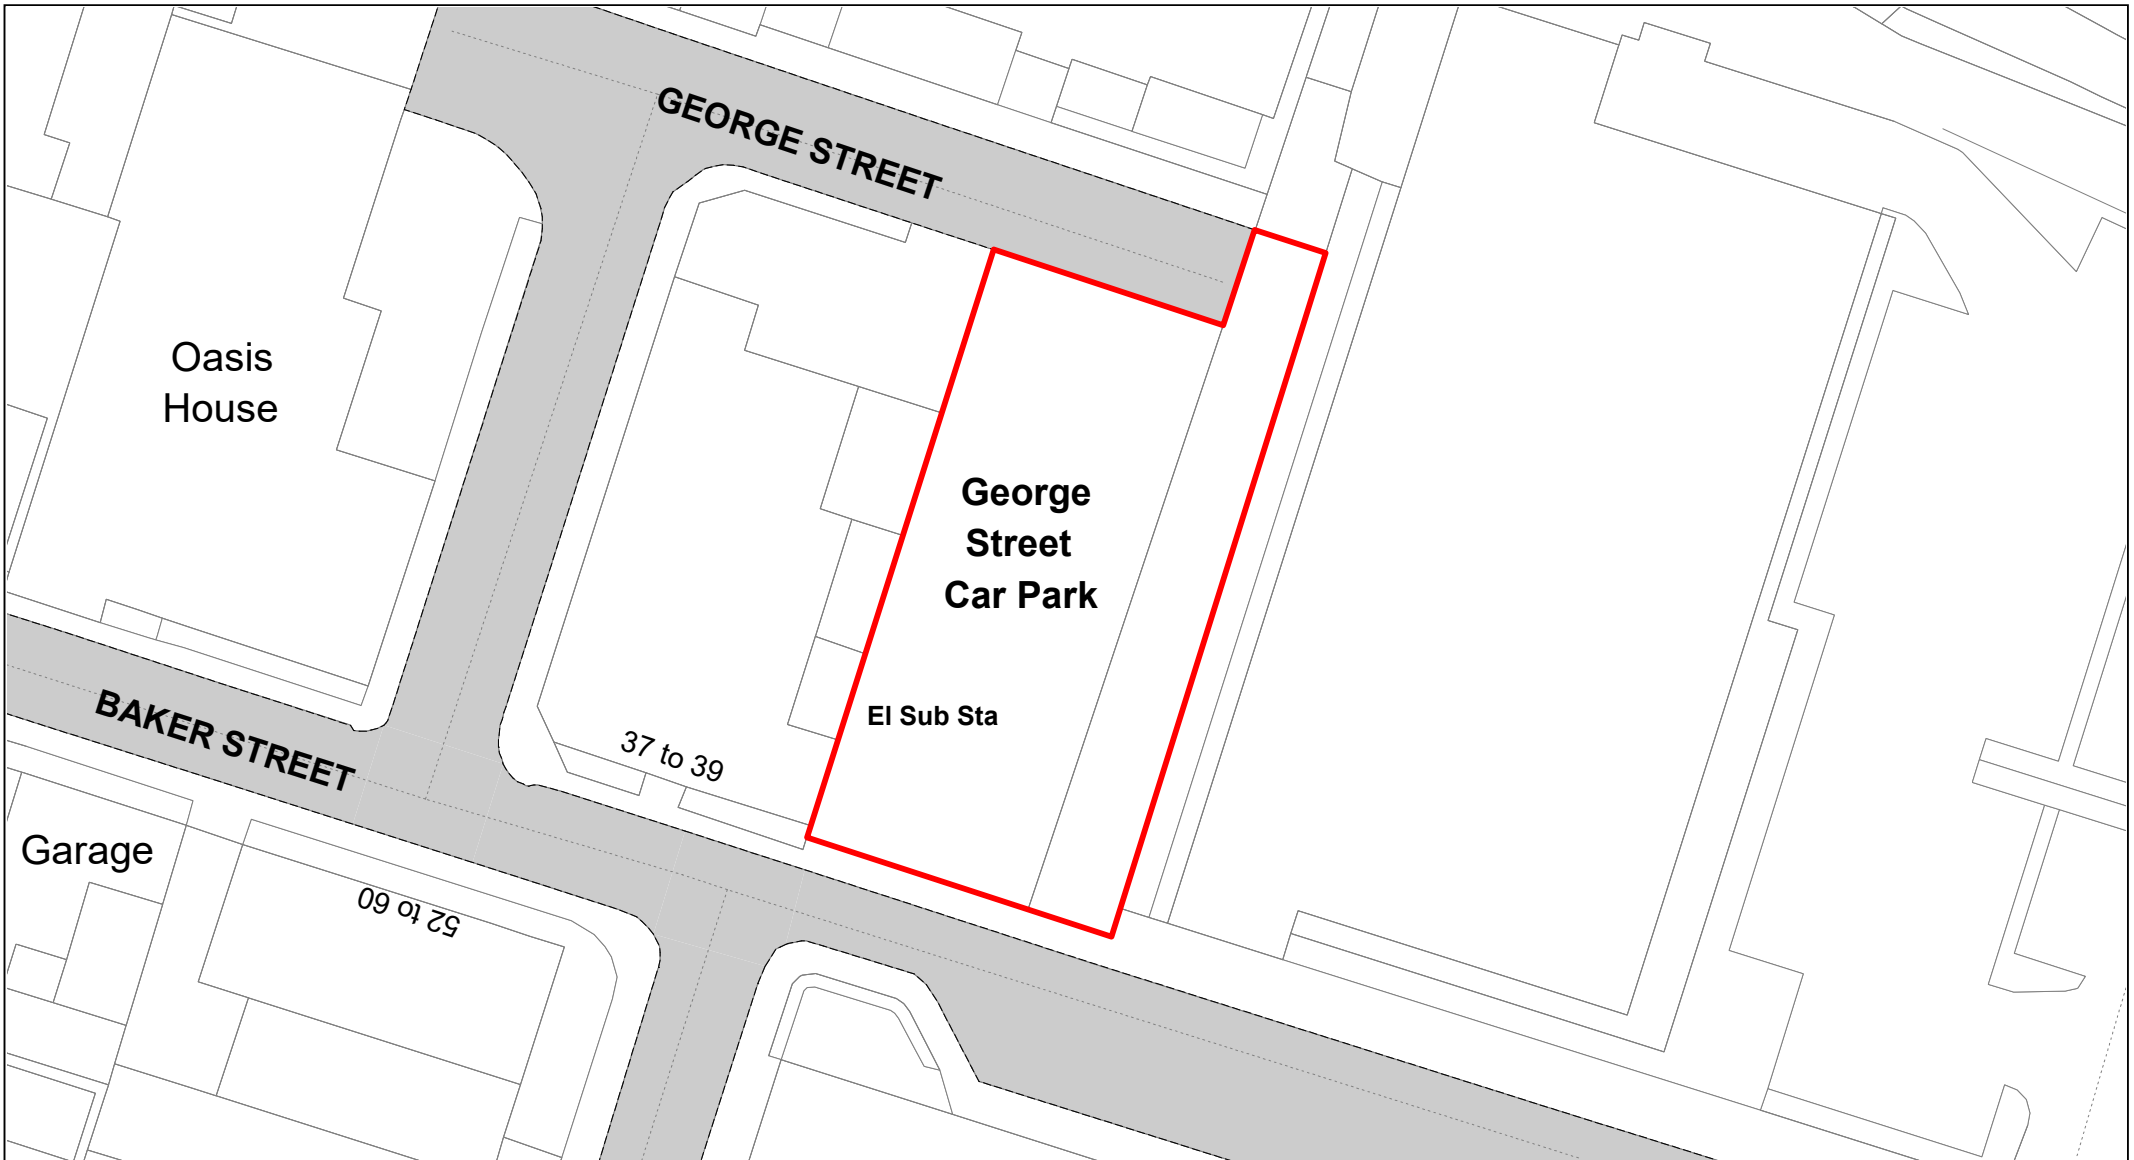 GEORGE STREET
Oasis
House
George
Street
Car Park
El Sub Sta
BAKER STREET
37 to 39
Garage
52 to 60